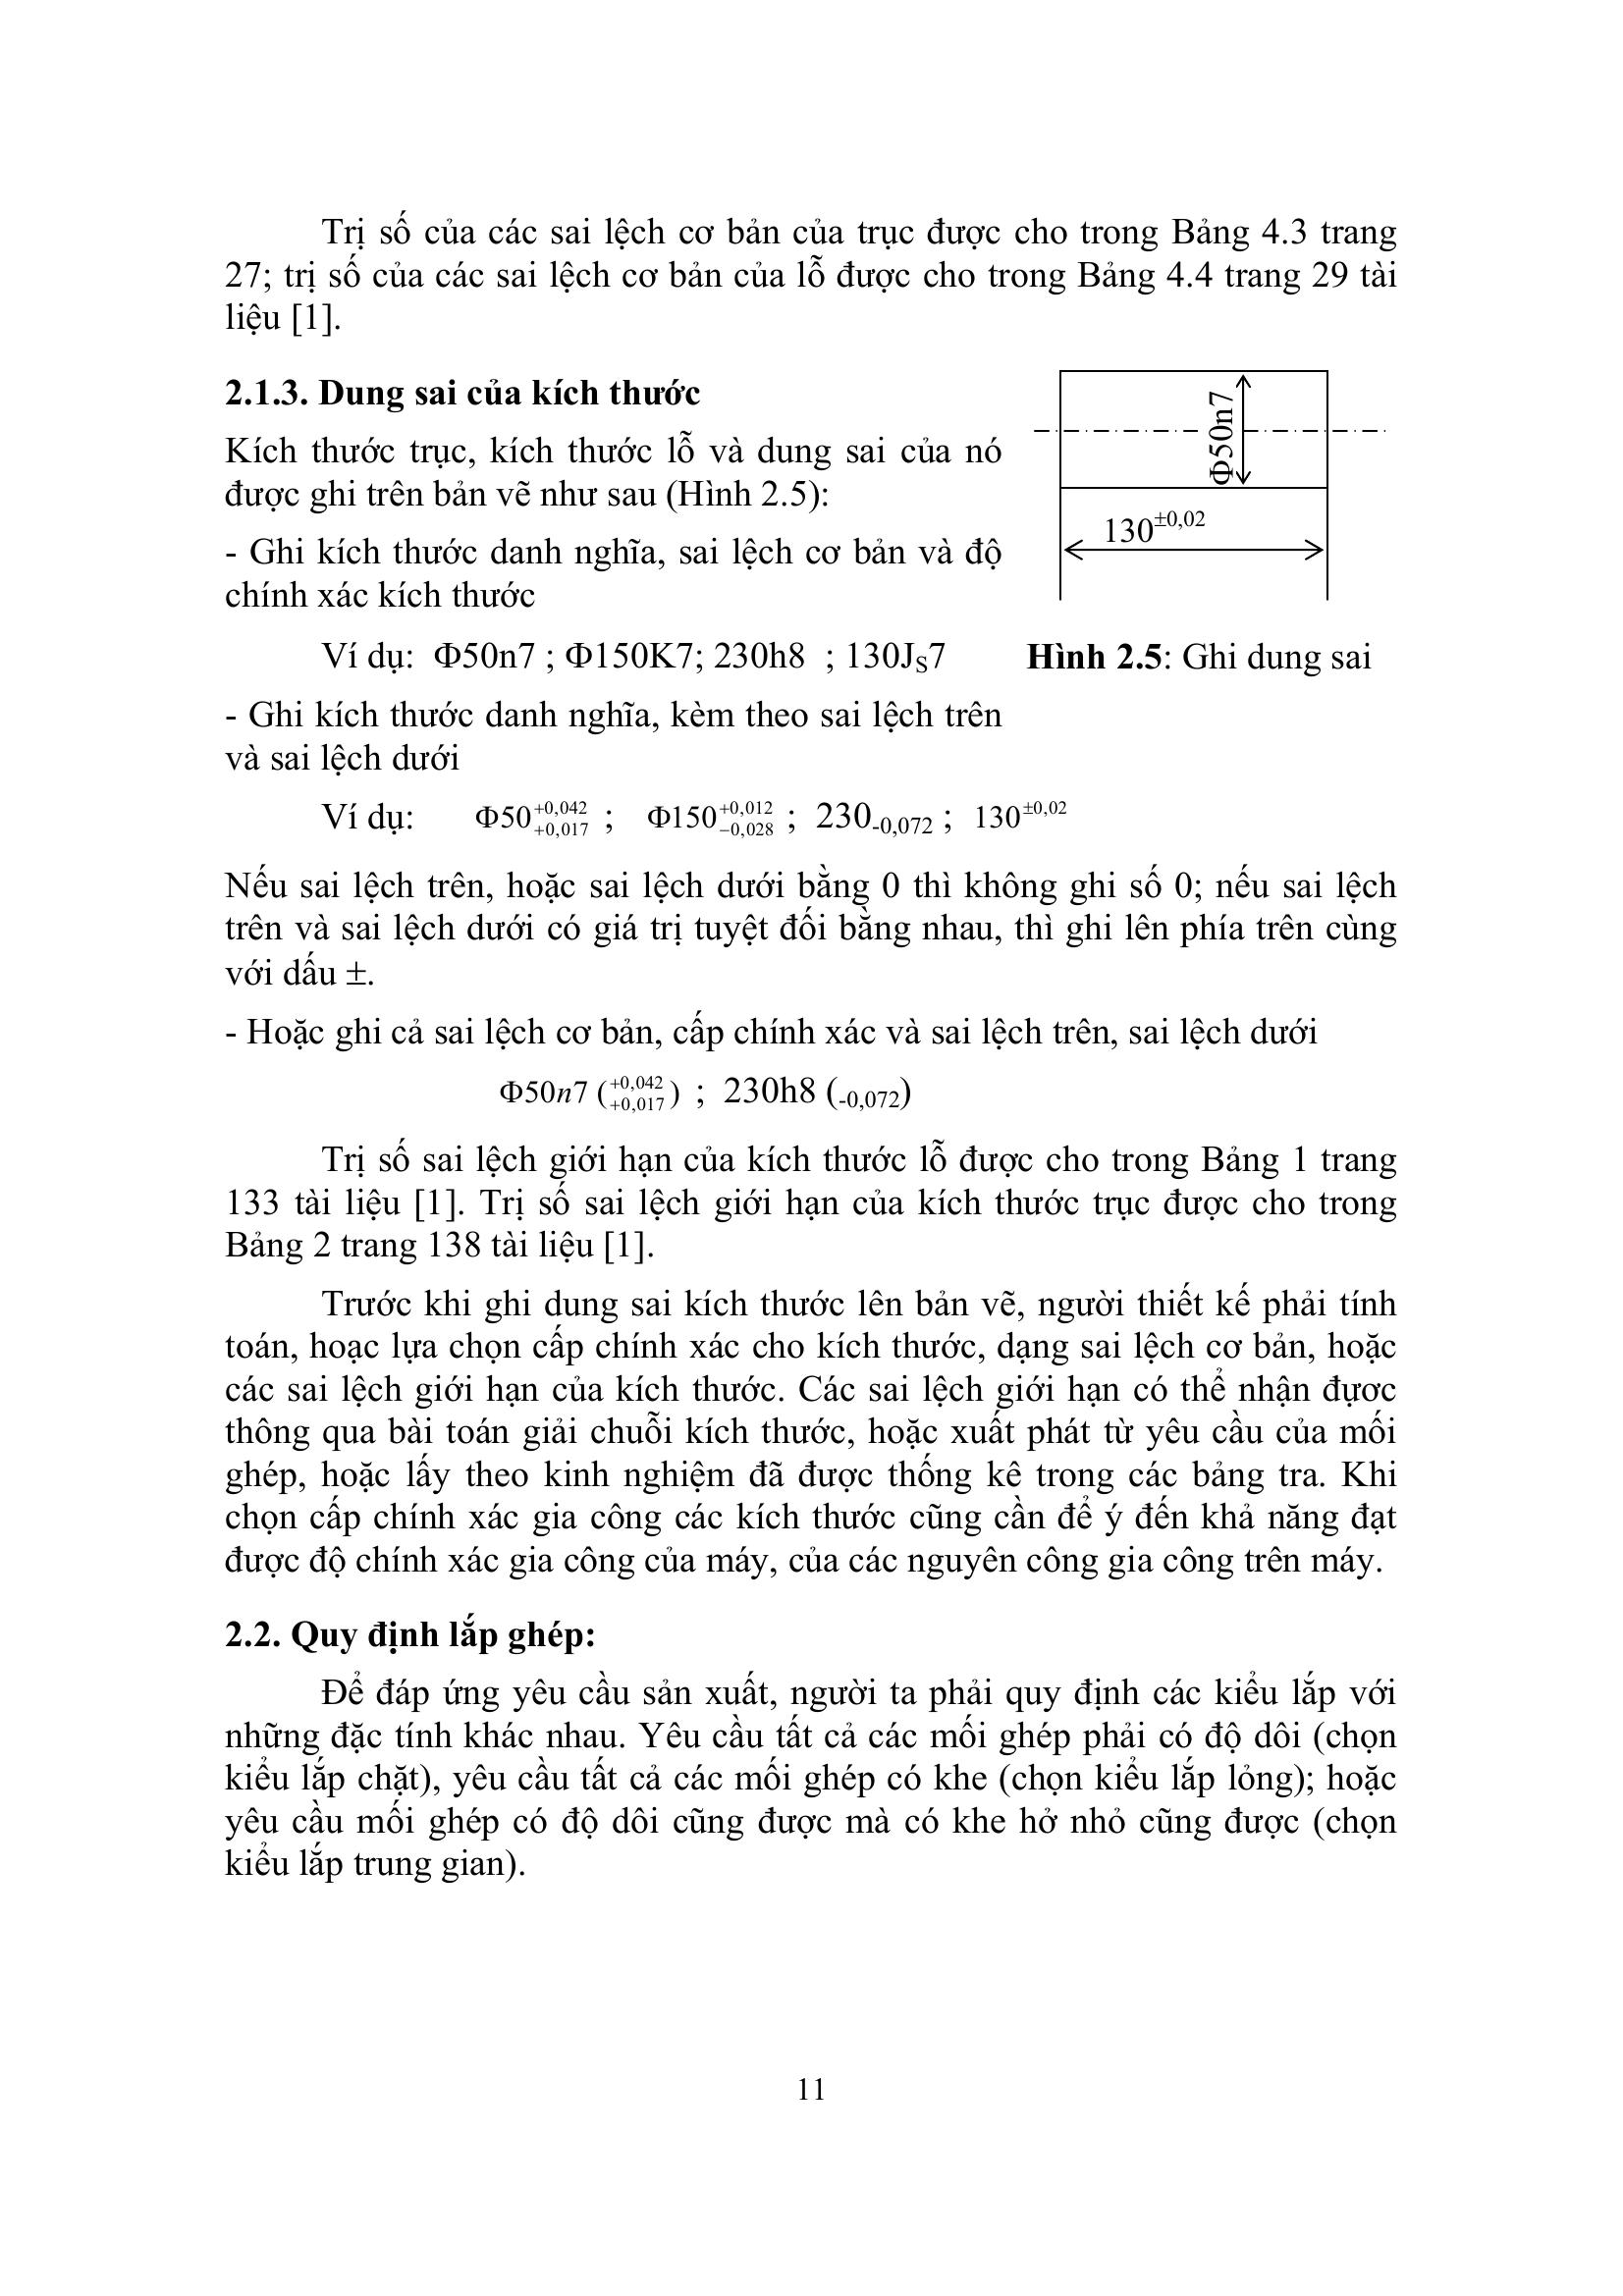 Trị số của các sai lệch cơ bản của trục được cho trong Bảng 4.3 trang
27; trị số của các sai lệch cơ bản của lỗ được cho trong Bảng 4.4 trang 29 tài
liệu [1].
2.1.3. Dung sai của kích thước
Kích thước trục, kích thước lỗ và dung sai của nó
được ghi trên bản vẽ như sau (Hình 2.5):
- Ghi kích thước danh nghĩa, sai lệch cơ bản và độ
chính xác kích thước
Ví dụ: Φ50n7 ; Φ150K7; 230h8 ; 130J_S7
Φ50n7
130^{±0,02}
Hình 2.5: Ghi dung sai
- Ghi kích thước danh nghĩa, kèm theo sai lệch trên
và sai lệch dưới
Ví dụ: Φ50^{+0,042}_{+0,017} ; Φ150^{+0,012}_{−0,028} ; 230_{-0,072} ; 130^{±0,02}
Nếu sai lệch trên, hoặc sai lệch dưới bằng 0 thì không ghi số 0; nếu sai lệch
trên và sai lệch dưới có giá trị tuyệt đối bằng nhau, thì ghi lên phía trên cùng
với dấu ±.
- Hoặc ghi cả sai lệch cơ bản, cấp chính xác và sai lệch trên, sai lệch dưới
Φ50n7 (^{+0,042}_{+0,017}) ; 230h8 (_{-0,072})
Trị số sai lệch giới hạn của kích thước lỗ được cho trong Bảng 1 trang
133 tài liệu [1]. Trị số sai lệch giới hạn của kích thước trục được cho trong
Bảng 2 trang 138 tài liệu [1].
Trước khi ghi dung sai kích thước lên bản vẽ, người thiết kế phải tính
toán, hoạc lựa chọn cấp chính xác cho kích thước, dạng sai lệch cơ bản, hoặc
các sai lệch giới hạn của kích thước. Các sai lệch giới hạn có thể nhận đựơc
thông qua bài toán giải chuỗi kích thước, hoặc xuất phát từ yêu cầu của mối
ghép, hoặc lấy theo kinh nghiệm đã được thống kê trong các bảng tra. Khi
chọn cấp chính xác gia công các kích thước cũng cần để ý đến khả năng đạt
được độ chính xác gia công của máy, của các nguyên công gia công trên máy.
2.2. Quy định lắp ghép:
Để đáp ứng yêu cầu sản xuất, người ta phải quy định các kiểu lắp với
những đặc tính khác nhau. Yêu cầu tất cả các mối ghép phải có độ dôi (chọn
kiểu lắp chặt), yêu cầu tất cả các mối ghép có khe (chọn kiểu lắp lỏng); hoặc
yêu cầu mối ghép có độ dôi cũng được mà có khe hở nhỏ cũng được (chọn
kiểu lắp trung gian).
11